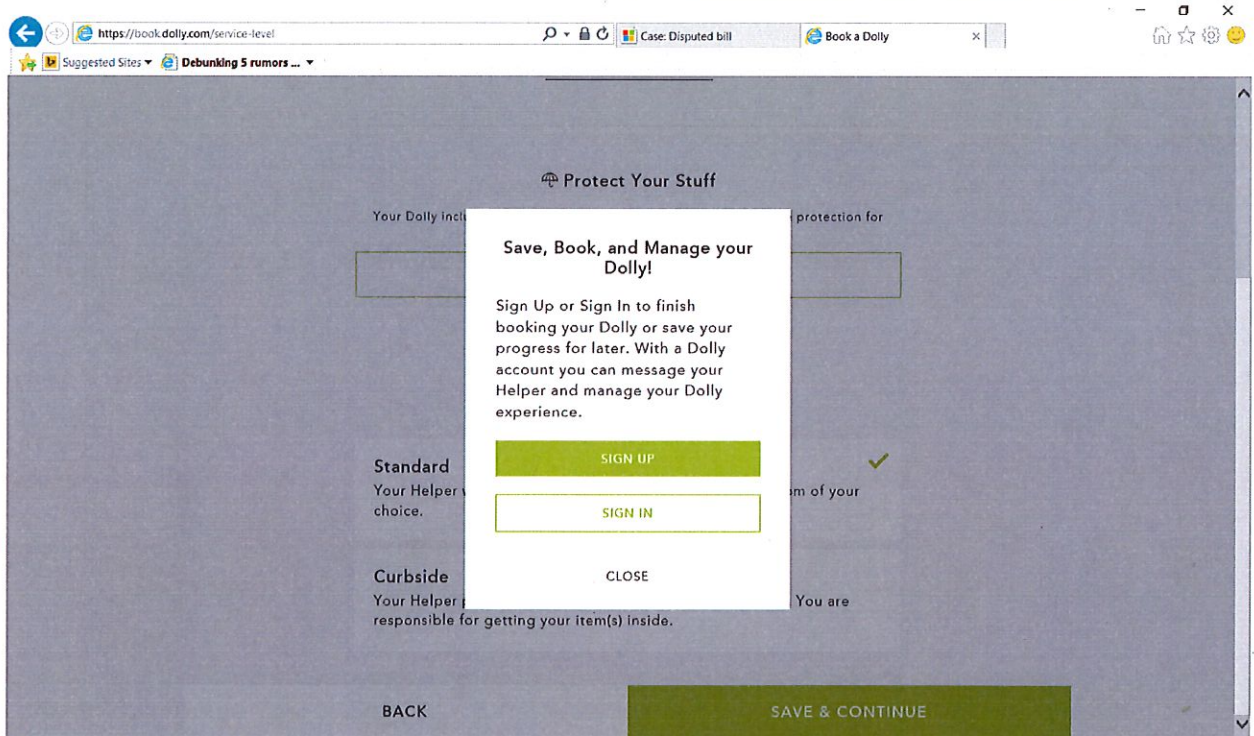 https://book.dolly.com/service-level
Case: Disputed bill
Book a Dolly
Suggested Sites
Debunking 5 rumors ...
Protect Your Stuff
Your Dolly incl
protection for
Save, Book, and Manage your
Dolly!
Sign Up or Sign In to finish
booking your Dolly or save your
progress for later. With a Dolly
account you can message your
Helper and manage your Dolly
experience.
SIGN UP
SIGN IN
CLOSE
Standard
Your Helper
om of your
choice.
Curbside
Your Helper
You are
responsible for getting your item(s) inside.
BACK
SAVE & CONTINUE